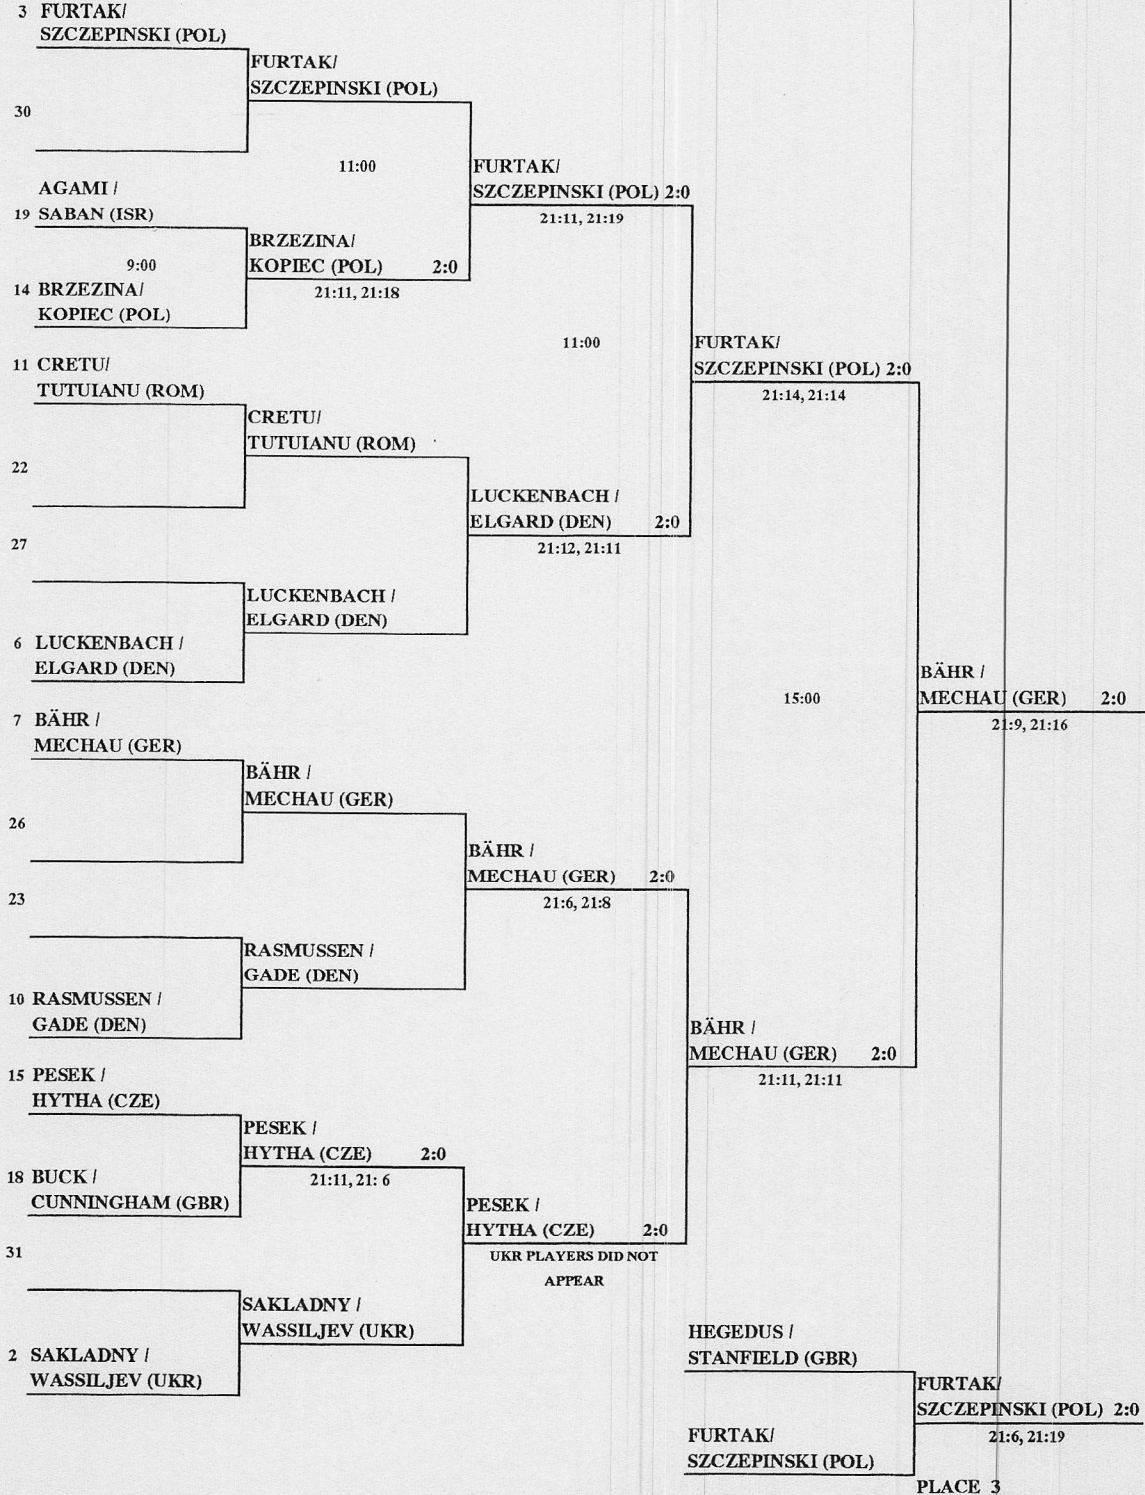 3 FURTAK/
SZCZEPINSKI (POL)
FURTAK/
SZCZEPINSKI (POL)
30
11:00
FURTAK/
SZCZEPINSKI (POL) 2:0
21:11, 21:19
AGAMI /
19 SABAN (ISR)
BRZEZINA/
KOPIEC (POL) 2:0
21:11, 21:18
9:00
14 BRZEZINA/
KOPIEC (POL)
11:00
FURTAK/
SZCZEPINSKI (POL) 2:0
21:14, 21:14
11 CRETU/
TUTUIANU (ROM)
CRETU/
TUTUIANU (ROM)
22
LUCKENBACH /
ELGARD (DEN) 2:0
21:12, 21:11
27
LUCKENBACH /
ELGARD (DEN)
6 LUCKENBACH /
ELGARD (DEN)
15:00
BÄHR /
MECHAU (GER) 2:0
21:9, 21:16
7 BÄHR /
MECHAU (GER)
BÄHR /
MECHAU (GER)
26
BÄHR /
MECHAU (GER) 2:0
21:6, 21:8
23
RASMUSSEN /
GADE (DEN)
10 RASMUSSEN /
GADE (DEN)
BÄHR /
MECHAU (GER) 2:0
21:11, 21:11
15 PESEK /
HYTHA (CZE)
PESEK /
HYTHA (CZE) 2:0
21:11, 21: 6
18 BUCK /
CUNNINGHAM (GBR)
PESEK /
HYTHA (CZE) 2:0
UKR PLAYERS DID NOT
APPEAR
31
SAKLADNY /
WASSILJEV (UKR)
2 SAKLADNY /
WASSILJEV (UKR)
HEGEDUS /
STANFIELD (GBR)
FURTAK/
SZCZEPINSKI (POL) 2:0
21:6, 21:19
FURTAK/
SZCZEPINSKI (POL)
PLACE 3